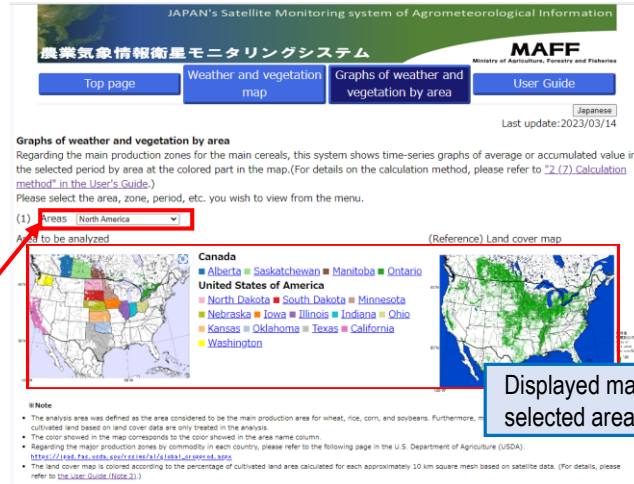 JAPAN's Satellite Monitoring system of Agrometeorological Information
農業気象情報衛星モニタリングシステム
MAFF
Ministry of Agriculture, Forestry and Fisheries
Top page
Weather and vegetation map
Graphs of weather and vegetation by area
User Guide
Japanese
Last update:2023/03/14
Graphs of weather and vegetation by area
Regarding the main production zones for the main cereals, this system shows time-series graphs of average or accumulated value in
the selected period by area at the colored part in the map.(For details on the calculation method, please refer to "2 (7) Calculation
method" in the User's Guide.)
Please select the area, zone, period, etc. you wish to view from the menu.
(1) Areas North America
Area to be analyzed
(Reference) Land cover map
Canada
Alberta Saskatchewan Manitoba Ontario
United States of America
North Dakota South Dakota Minnesota
Nebraska Iowa Illinois Indiana Ohio
Kansas Oklahoma Texas California
Washington
Displayed ma
selected area
※Note
• The analysis area was defined as the area considered to be the main production area for wheat, rice, corn, and soybeans. Furthermore, m
cultivated land based on land cover data are only treated in the analysis.
• The color showed in the map corresponds to the color showed in the area name column.
• Regarding the major production zones by commodity in each country, please refer to the following page in the U.S. Department of Agriculture (USDA).
https://ipad.fas.usda.gov/rssiws/al/global_cropprod.aspx
• The land cover map is colored according to the percentage of cultivated land area calculated for each approximately 10 km square mesh based on satellite data. (For details, please
refer to the User Guide (Note 3).)